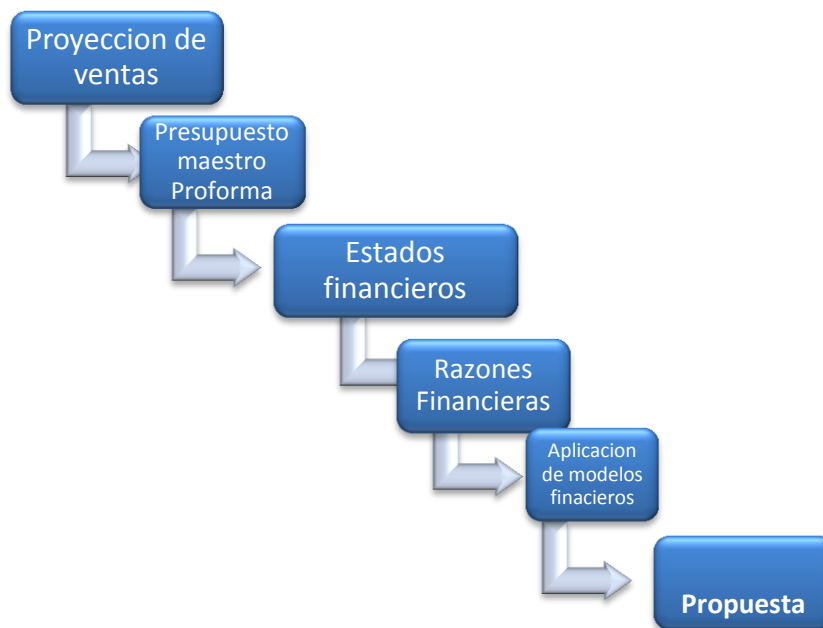 Proyeccion de
ventas
Presupuesto
maestro
Proforma
Estados
financieros
Razones
Financieras
Aplicacion
de modelos
finacieros
Propuesta